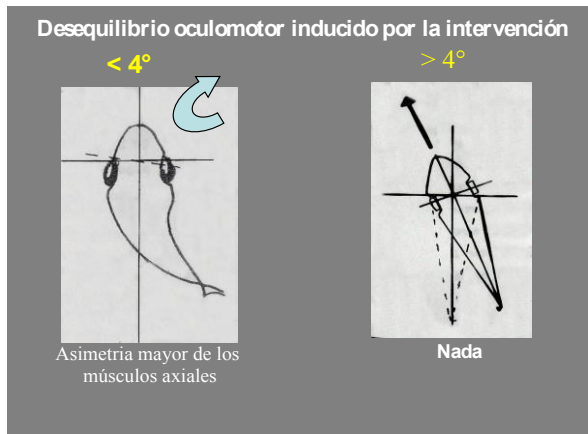 Desequilibrio oculomotor inducido por la intervención
< 4°
> 4°
Asimetria mayor de los
músculos axiales
Nada